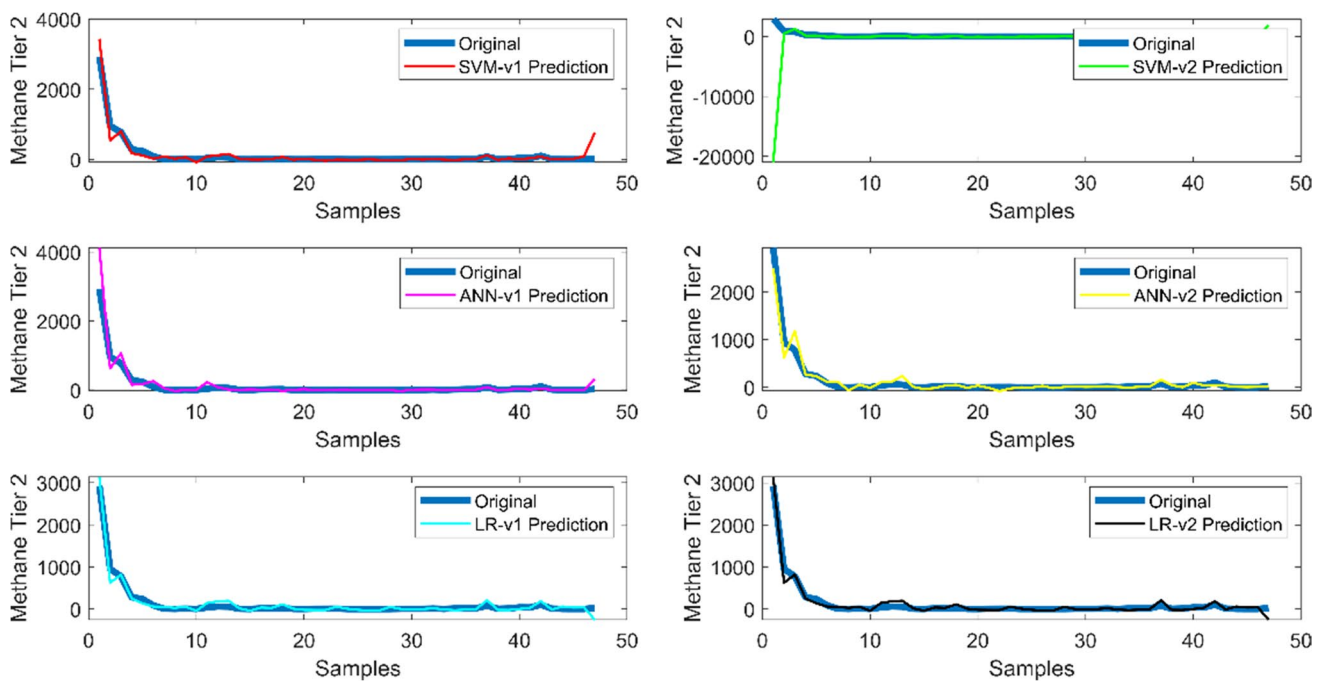 Methane Tier 2
4000
2000
0
Original
SVM-v1 Prediction
0 10 20 30 40 50
Samples
Methane Tier 2
0
-10000
-20000
Original
SVM-v2 Prediction
0 10 20 30 40 50
Samples
Methane Tier 2
4000
2000
0
Original
ANN-v1 Prediction
0 10 20 30 40 50
Samples
Methane Tier 2
2000
1000
0
Original
ANN-v2 Prediction
0 10 20 30 40 50
Samples
Methane Tier 2
3000
2000
1000
0
Original
LR-v1 Prediction
0 10 20 30 40 50
Samples
Methane Tier 2
3000
2000
1000
0
Original
LR-v2 Prediction
0 10 20 30 40 50
Samples